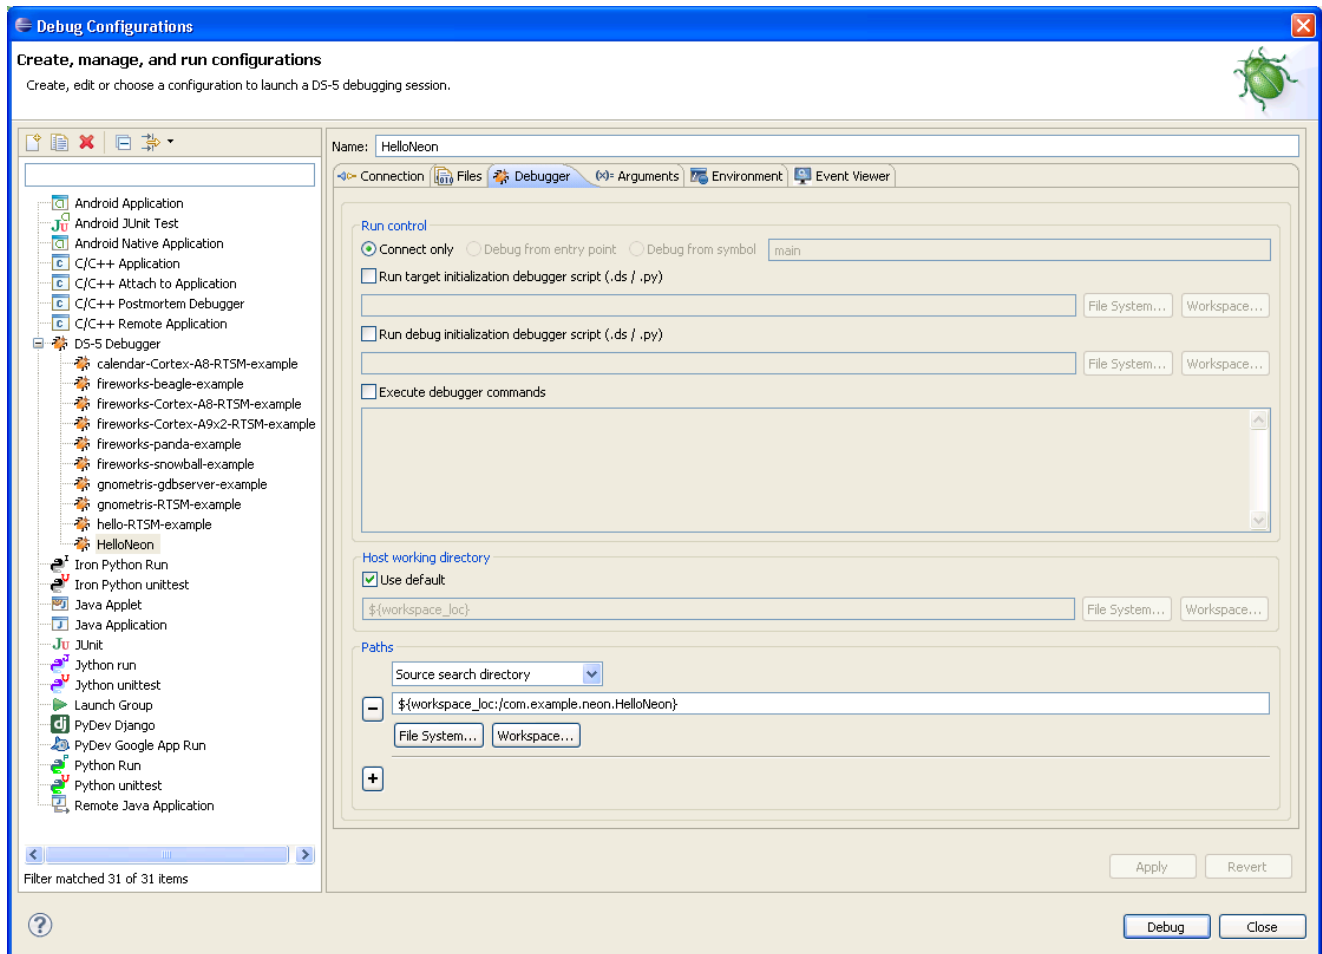 Debug Configurations
Create, manage, and run configurations
Create, edit or choose a configuration to launch a DS-5 debugging session.
Name: HelloNeon
Connection Files Debugger (x)= Arguments Environment Event Viewer
Android Application
Android JUnit Test
Android Native Application
C/C++ Application
C/C++ Attach to Application
C/C++ Postmortem Debugger
C/C++ Remote Application
DS-5 Debugger
calendar-Cortex-A8-RTSM-example
fireworks-beagle-example
fireworks-Cortex-A8-RTSM-example
fireworks-Cortex-A9x2-RTSM-example
fireworks-panda-example
fireworks-snowball-example
gnometris-gdbserver-example
gnometris-RTSM-example
hello-RTSM-example
HelloNeon
Iron Python Run
Iron Python unittest
Java Applet
Java Application
JUnit
Jython run
Jython unittest
Launch Group
PyDev Django
PyDev Google App Run
Python Run
Python unittest
Remote Java Application
Filter matched 31 of 31 items
Run control
Connect only Debug from entry point Debug from symbol main
Run target initialization debugger script (.ds / .py)
File System... Workspace...
Run debug initialization debugger script (.ds / .py)
File System... Workspace...
Execute debugger commands
Host working directory
Use default
${workspace_loc} File System... Workspace...
Paths
Source search directory
${workspace_loc:/com.example.neon.HelloNeon}
File System... Workspace...
Apply Revert
Debug Close